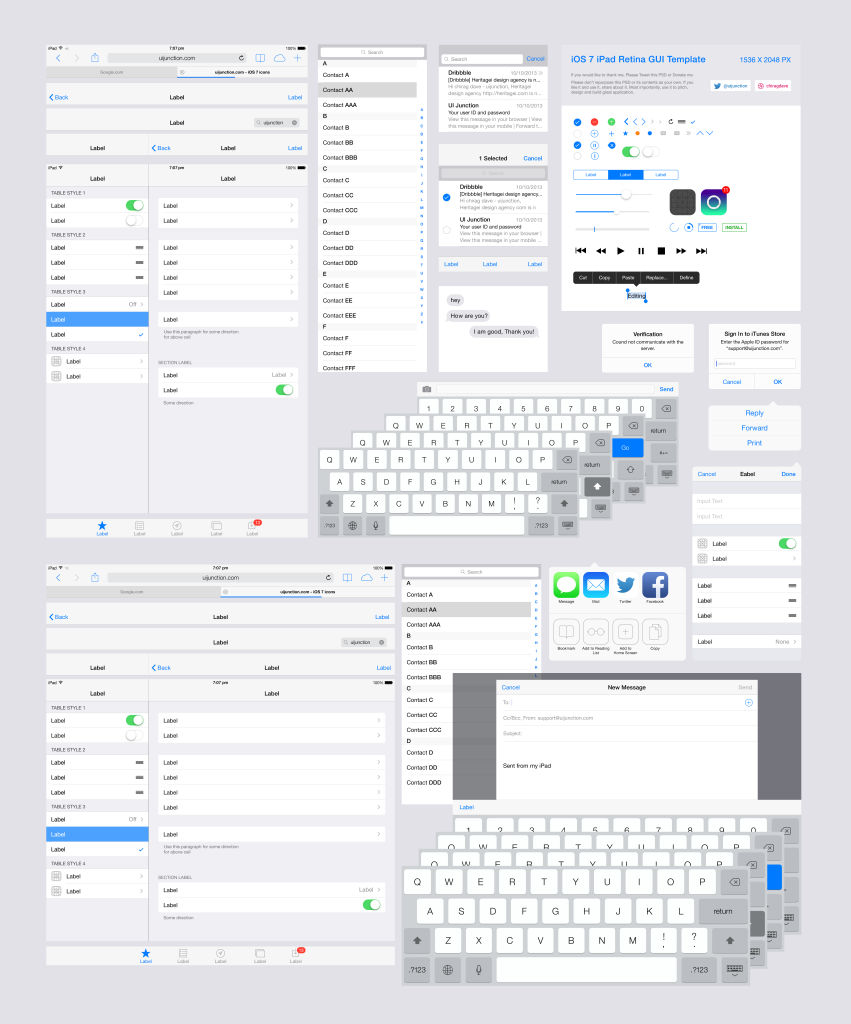 iPad
7:07 pm
100%
uijunction.com
Google.com
uijunction.com - iOS 7 icons
Back
Label
Label
Label
uijunction
Label
Back
Label
Label
iPad
7:07 pm
100%
Label
Label
TABLE STYLE 1
Label
Label
TABLE STYLE 2
Label
Label
Label
TABLE STYLE 3
Label
Off
Label
Label
TABLE STYLE 4
Label
Label
Label
Label
Label
Label
Label
Label
Use this paragraph for some direction
for above cell
SECTION LABEL
Label
Label
Label
Some direction
Label
Label
Label
Label
Label
Search
A
Contact A
Contact AA
Contact AAA
B
Contact B
Contact BB
Contact BBB
C
Contact C
Contact CC
Contact CCC
D
Contact D
Contact DD
Contact DDD
E
Contact E
Contact EE
Contact EEE
F
Contact F
Contact FF
Contact FFF
Search
Cancel
Dribbble
10/10/2013
[Dribbble] Heritagei design agency is n...
Hi chirag dave - uijunction, Heritagei
design agency http://heritagei.com is n...
UI Junction
10/10/2013
Your user ID and password
View this message in your browser | View
this message in your mobile | Forward t...
1 Selected
Cancel
Search
Dribbble
10/10/2013
[Dribbble] Heritagei design agency...
Hi chirag dave - uijunction,
Heritagei design agency com is n
UI Junction
10/10/2013
Your user ID and password
View this message in your browser |
View this message in your mobile ...
Label
Label
Label
hey
How are you?
I am good, Thank you!
iOS 7 iPad Retina GUI Template
1536 X 2048 PX
If you would like to thank me, Please Tweet this PSD or Donate my.
Please don't repurposes this PSD or its contents as your own. If you
like it and use it, share about it. Most importantly, use it to pitch,
design and build great application.
@uijunction
chiragdave
Label
Label
Label
FREE
INSTALL
Cut
Copy
Paste
Replace...
Define
Editing
Verification
Cound not communicate with the
server.
OK
Sign In to iTunes Store
Enter the Apple ID password for
"support@uijunction.com".
password
Cancel
OK
Reply
Forward
Print
Send
1 2 3 4 5 6 7 8 9 0
Q W E R T Y U I O P
return
Q W E R T Y U I O P
Go
Q W E R T Y U I O P
return
A S D F G H J K L
return
Z X C V B N M ! , ? .
.?123
.?123
Cancel
Eabel
Done
Input Text
Input Text
Label
Label
Label
Label
Label
Label
None
iPad
7:07 pm
100%
uijunction.com
Google.com
uijunction.com - iOS 7 icons
Back
Label
Label
Label
uijunction
Label
Back
Label
Label
iPad
7:07 pm
100%
Label
Label
TABLE STYLE 1
Label
Label
TABLE STYLE 2
Label
Label
Label
TABLE STYLE 3
Label
Off
Label
Label
TABLE STYLE 4
Label
Label
Label
Label
Label
Label
Label
Label
Use this paragraph for some direction
for above cell
SECTION LABEL
Label
Label
Label
Some direction
Label
Label
Label
Label
Label
Search
A
Contact A
Contact AA
Contact AAA
B
Contact B
Contact BB
Contact BBB
C
Contact C
Contact CC
Contact CCC
D
Contact D
Contact DD
Contact DDD
Message
Mail
Twitter
Facebook
Bookmark
Add to Reading
List
Add to
Home Screen
Copy
Cancel
New Message
Send
To:
Cc/Bcc, From: support@uijunction.com
Subject:
Sent from my iPad
Label
1 2 3 4 5 6 7 8 9 0
Q W E R T Y U I O P
Q W E R T Y U I O P
Q W E R T Y U I O P
A S D F G H J K L
return
Z X C V B N M ! , ? .
.?123
.?123